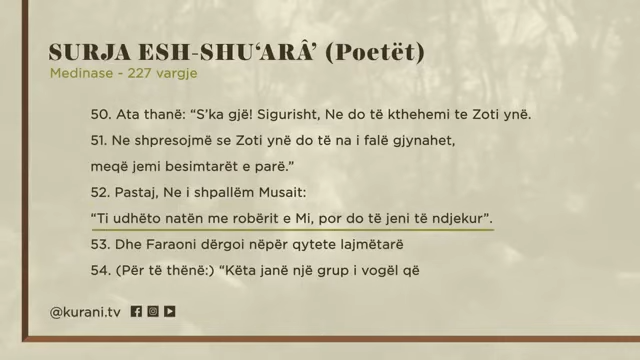 SURJA ESH-SHU‘ARÂ’ (Poetët)
Medinase - 227 vargje
50. Ata thanë: “S’ka gjë! Sigurisht, Ne do të kthehemi te Zoti ynë.
51. Ne shpresojmë se Zoti ynë do të na i falë gjynahet,
meqë jemi besimtarët e parë.”
52. Pastaj, Ne i shpallëm Musait:
“Ti udhëto natën me robërit e Mi, por do të jeni të ndjekur”.
53. Dhe Faraoni dërgoi nëpër qytete lajmëtarë
54. (Për të thënë:) “Këta janë një grup i vogël që
@kurani.tv